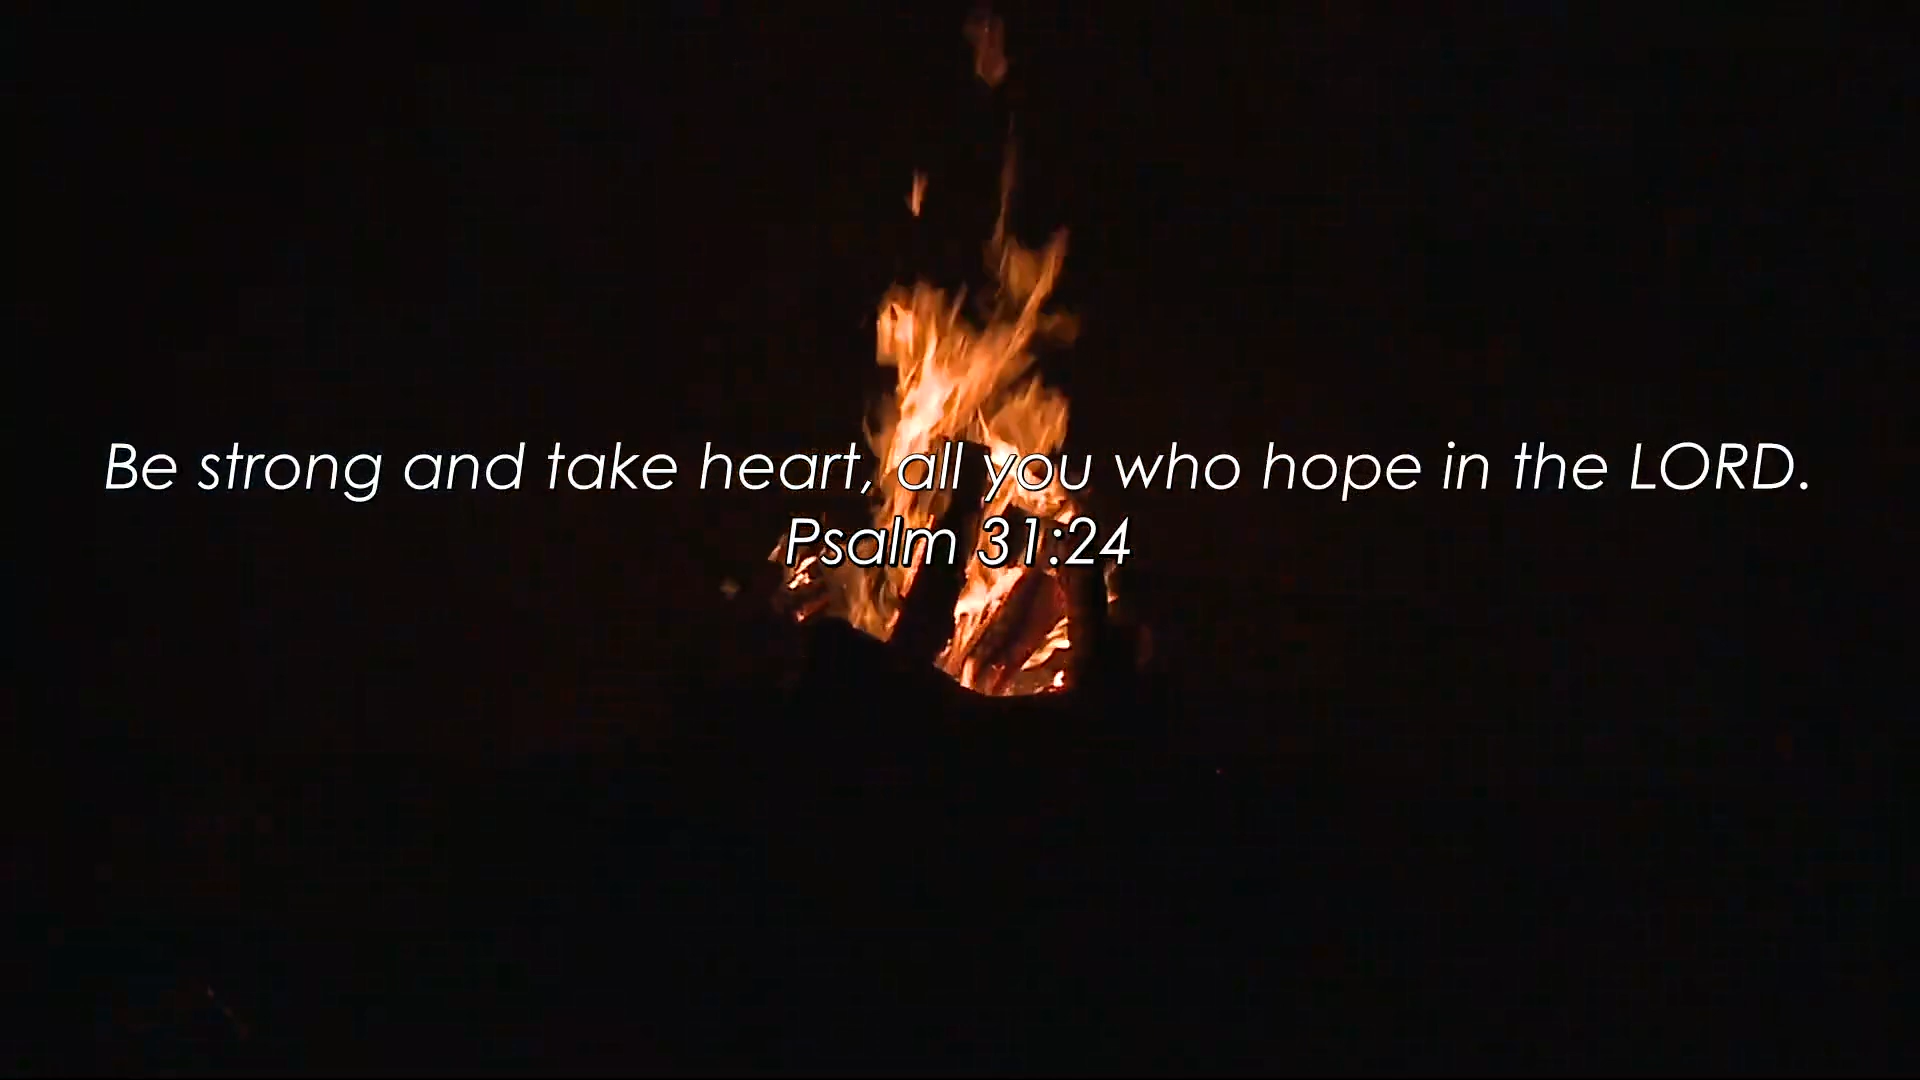 Be strong and take heart, all you who hope in the LORD.
Psalm 31:24